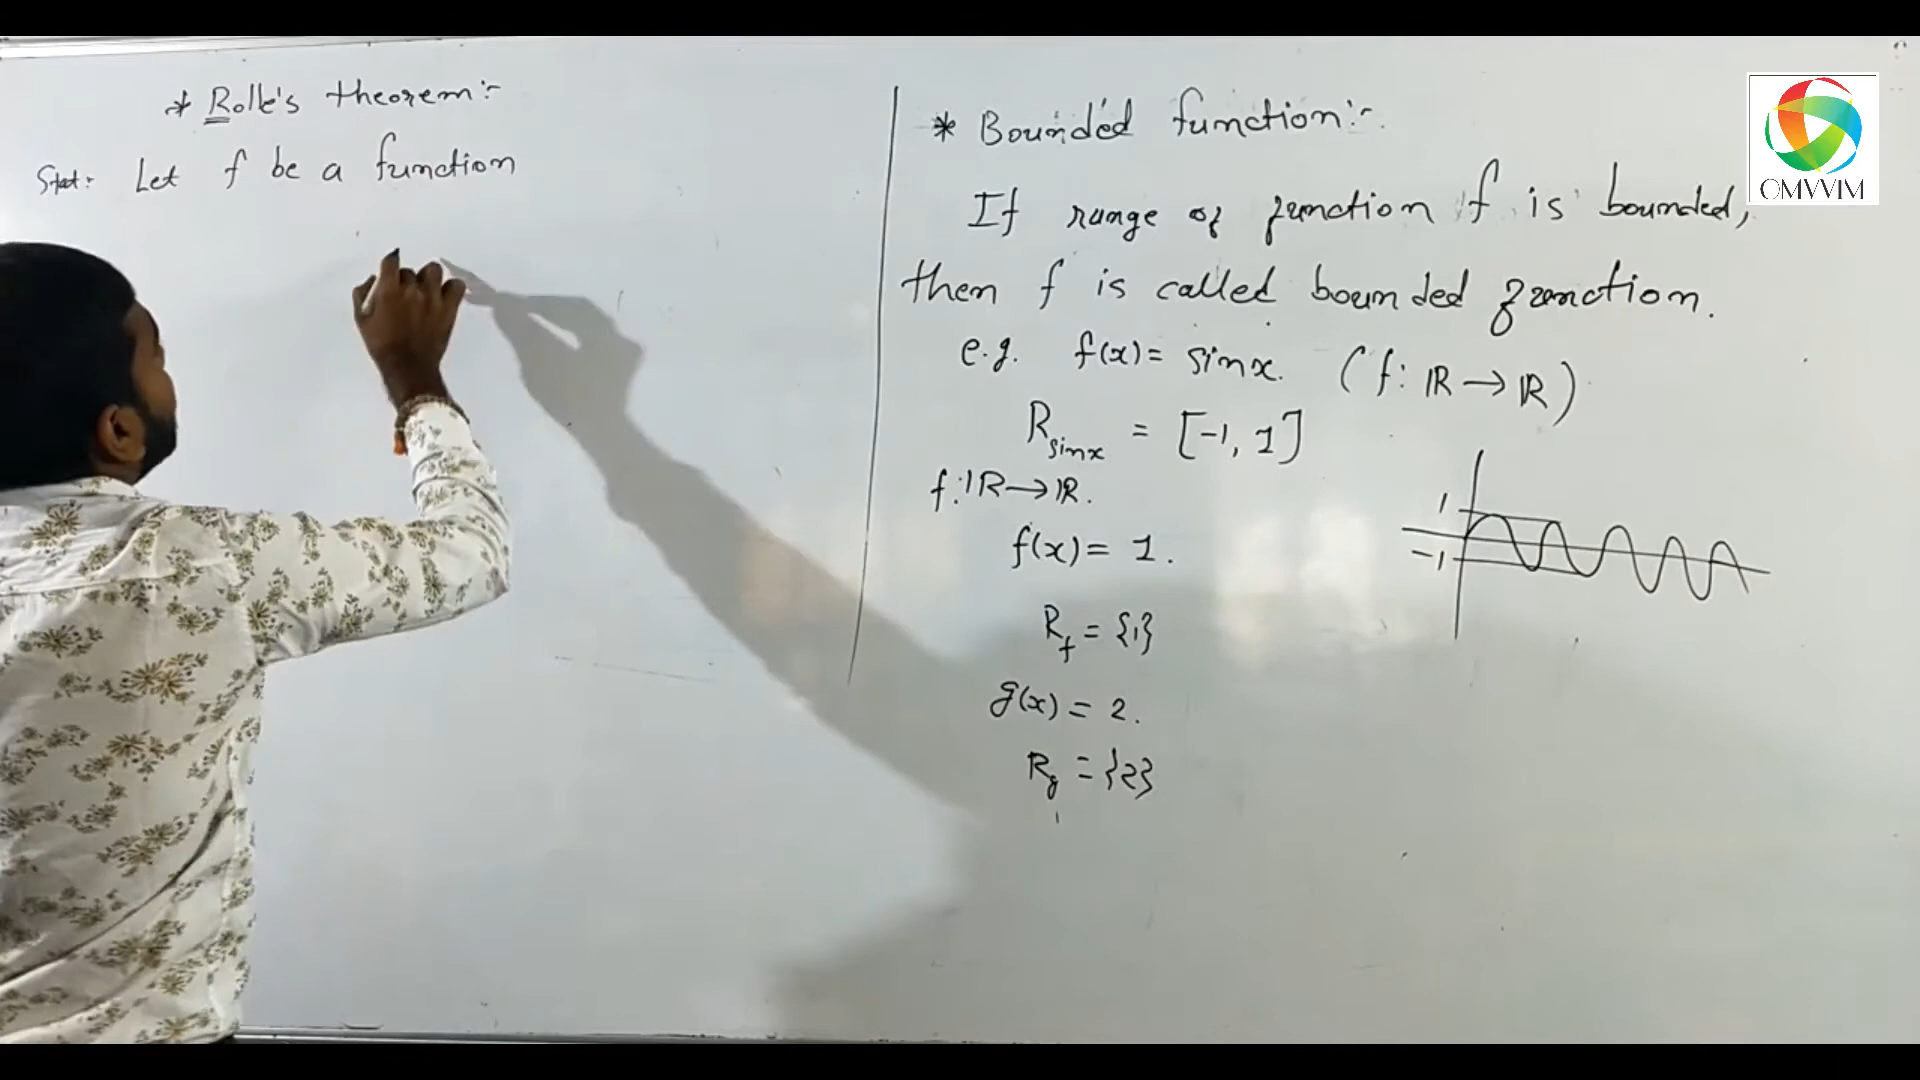 * Rolle's theorem:-
Stat:- Let f be a function
* Bounded function:-
If range of function f is bounded,
then f is called bounded function.
e.g. f(x) = sinx. (f: ℝ → ℝ)
R_sinx = [-1, 1]
f: ℝ → ℝ.
f(x) = 1.
R_f = {1}
g(x) = 2.
R_g = {2}
1
-1
CMVVIM